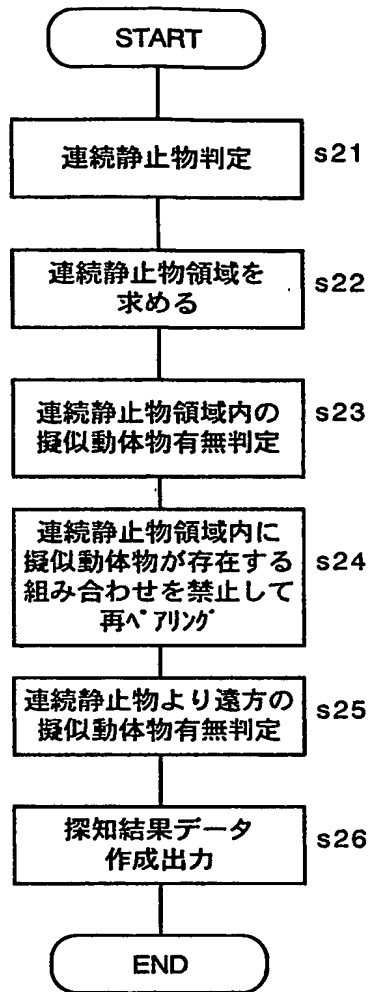 START
連続静止物判定
s21
連続静止物領域を
求める
s22
連続静止物領域内の
擬似動体物有無判定
s23
連続静止物領域内に
擬似動体物が存在する
組み合わせを禁止して
再ペアリング
s24
連続静止物より遠方の
擬似動体物有無判定
s25
探知結果データ
作成出力
s26
END